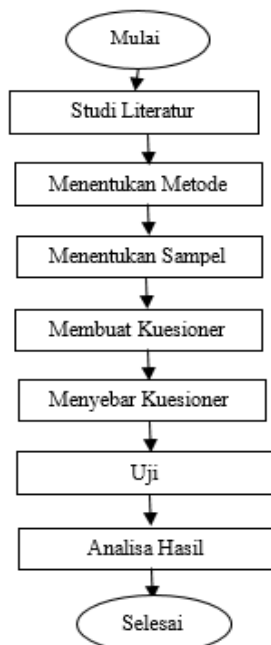 Mulai
Studi Literatur
Menentukan Metode
Menentukan Sampel
Membuat Kuesioner
Menyebar Kuesioner
Uji
Analisa Hasil
Selesai